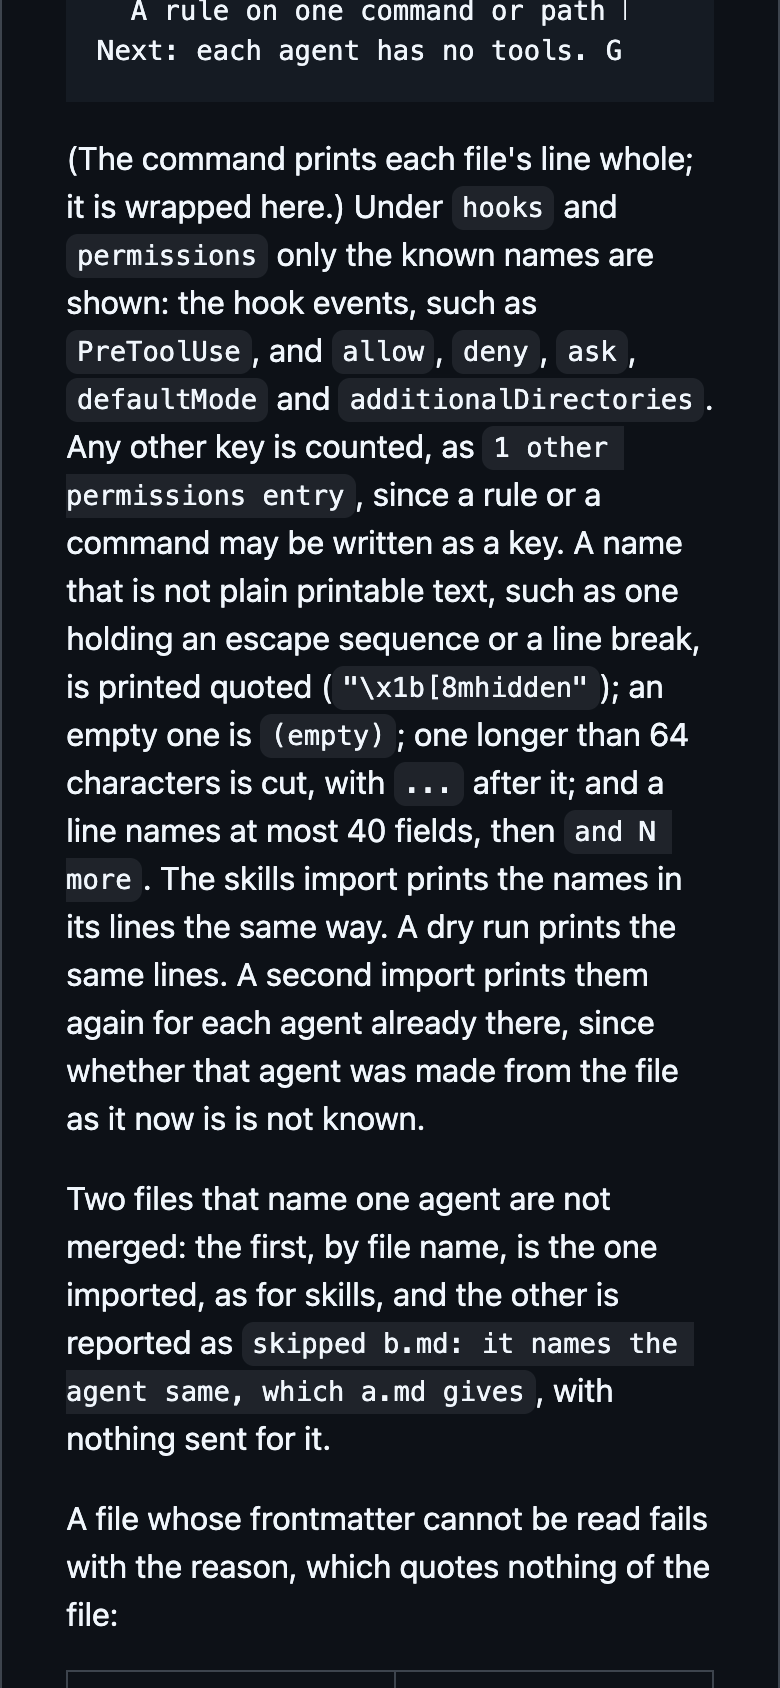 A rule on one command or path
Next: each agent has no tools. G
(The command prints each file's line whole;
it is wrapped here.) Under hooks and
permissions only the known names are
shown: the hook events, such as
PreToolUse, and allow, deny, ask,
defaultMode and additionalDirectories.
Any other key is counted, as 1 other
permissions entry, since a rule or a
command may be written as a key. A name
that is not plain printable text, such as one
holding an escape sequence or a line break,
is printed quoted ("\x1b[8mhidden"); an
empty one is (empty); one longer than 64
characters is cut, with ... after it; and a
line names at most 40 fields, then and N
more. The skills import prints the names in
its lines the same way. A dry run prints the
same lines. A second import prints them
again for each agent already there, since
whether that agent was made from the file
as it now is is not known.
Two files that name one agent are not
merged: the first, by file name, is the one
imported, as for skills, and the other is
reported as skipped b.md: it names the
agent same, which a.md gives, with
nothing sent for it.
A file whose frontmatter cannot be read fails
with the reason, which quotes nothing of the
file: